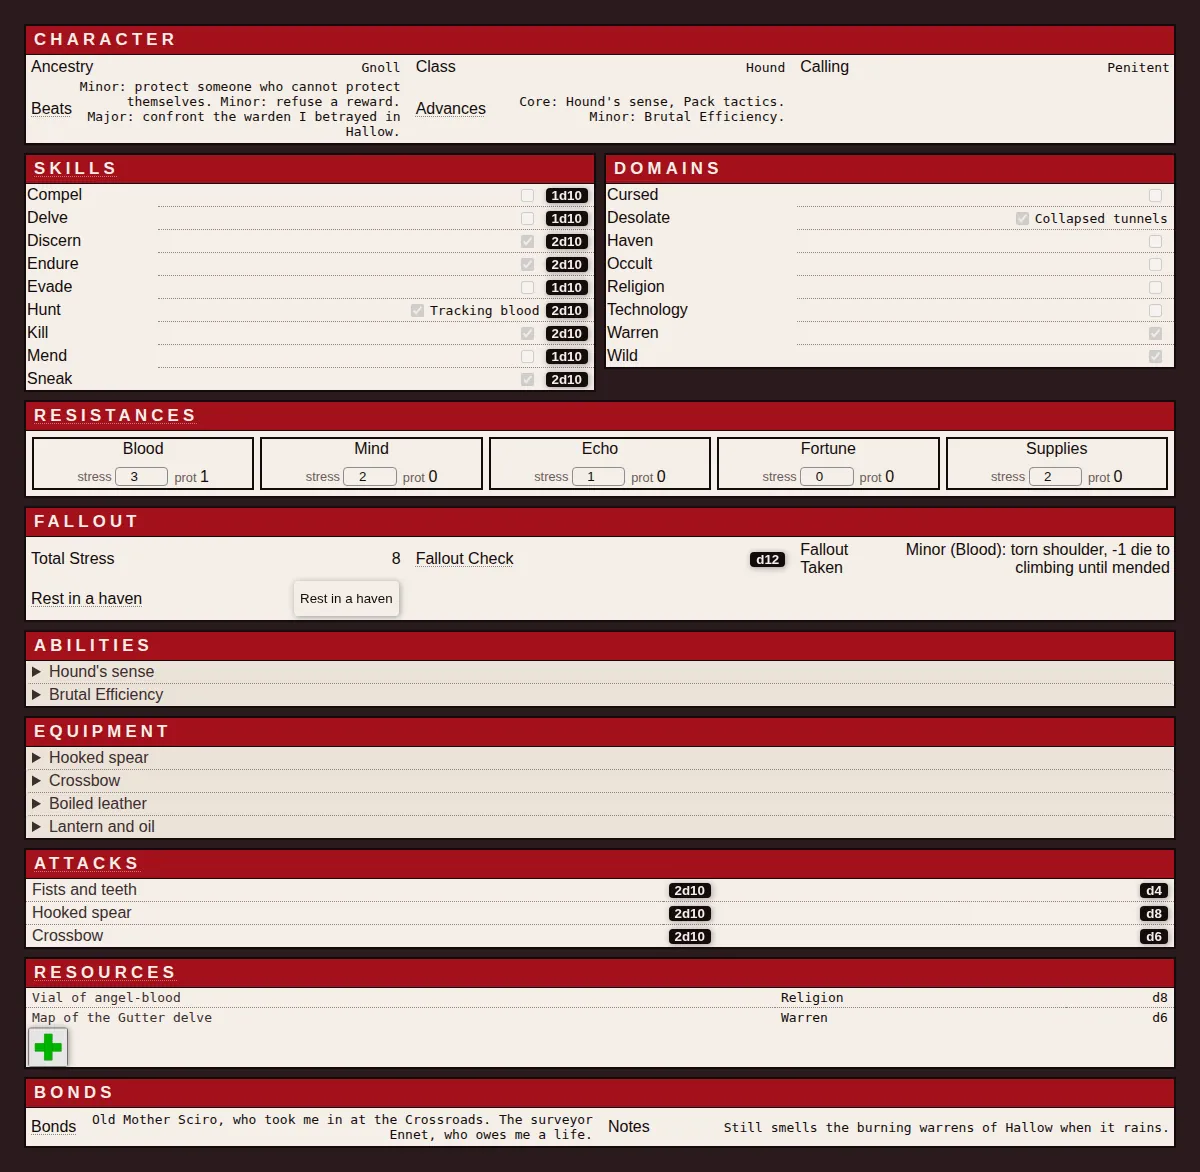 CHARACTER
Ancestry Gnoll Class Hound Calling Penitent
Beats Minor: protect someone who cannot protect
themselves. Minor: refuse a reward.
Major: confront the warden I betrayed in
Hallow.
Advances Core: Hound's sense, Pack tactics.
Minor: Brutal Efficiency.
SKILLS
Compel 1d10
Delve 1d10
Discern 2d10
Endure 2d10
Evade 1d10
Hunt Tracking blood 2d10
Kill 2d10
Mend 1d10
Sneak 2d10
DOMAINS
Cursed
Desolate Collapsed tunnels
Haven
Occult
Religion
Technology
Warren
Wild
RESISTANCES
Blood
stress 3 prot 1
Mind
stress 2 prot 0
Echo
stress 1 prot 0
Fortune
stress 0 prot 0
Supplies
stress 2 prot 0
FALLOUT
Total Stress 8 Fallout Check d12
Fallout
Taken
Minor (Blood): torn shoulder, -1 die to
climbing until mended
Rest in a haven Rest in a haven
ABILITIES
Hound's sense
Brutal Efficiency
EQUIPMENT
Hooked spear
Crossbow
Boiled leather
Lantern and oil
ATTACKS
Fists and teeth 2d10 d4
Hooked spear 2d10 d8
Crossbow 2d10 d6
RESOURCES
Vial of angel-blood Religion d8
Map of the Gutter delve Warren d6
BONDS
Bonds Old Mother Sciro, who took me in at the Crossroads. The surveyor
Ennet, who owes me a life.
Notes Still smells the burning warrens of Hallow when it rains.